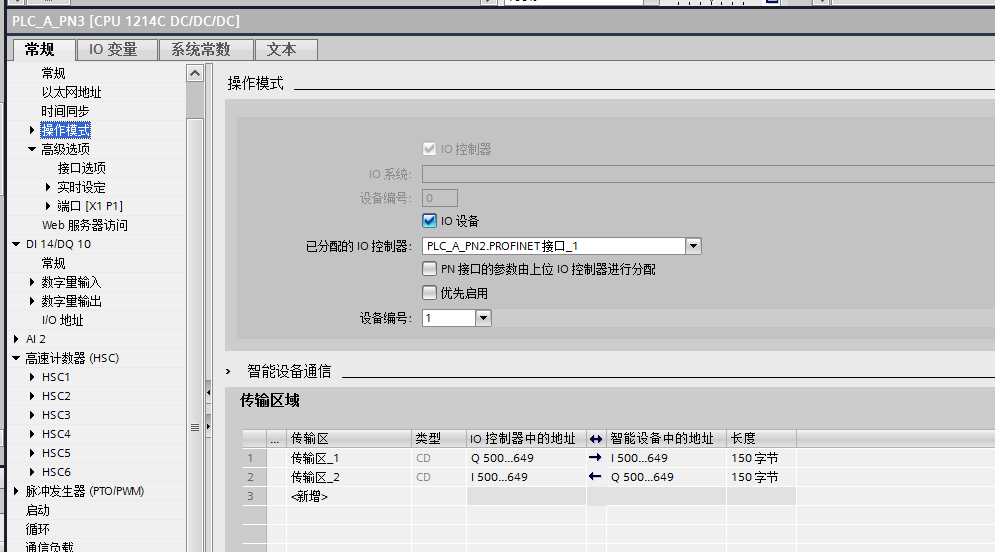 PLC_A_PN3 [CPU 1214C DC/DC/DC]
常规 IO 变量 系统常数 文本
常规
以太网地址
时间同步
操作模式
高级选项
接口选项
实时设定
端口 [X1 P1]
Web 服务器访问
DI 14/DQ 10
常规
数字量输入
数字量输出
I/O 地址
AI 2
高速计数器 (HSC)
HSC1
HSC2
HSC3
HSC4
HSC5
HSC6
脉冲发生器 (PTO/PWM)
启动
循环
通信负载
操作模式
IO 控制器
IO 系统:
设备编号: 0
IO 设备
已分配的 IO 控制器: PLC_A_PN2.PROFINET接口_1
PN 接口的参数由上位 IO 控制器进行分配
优先启用
设备编号: 1
智能设备通信
传输区域
... 传输区 类型 IO 控制器中的地址 ↔ 智能设备中的地址 长度
1 传输区_1 CD Q 500...649 → I 500...649 150 字节
2 传输区_2 CD I 500...649 ← Q 500...649 150 字节
3 <新增>